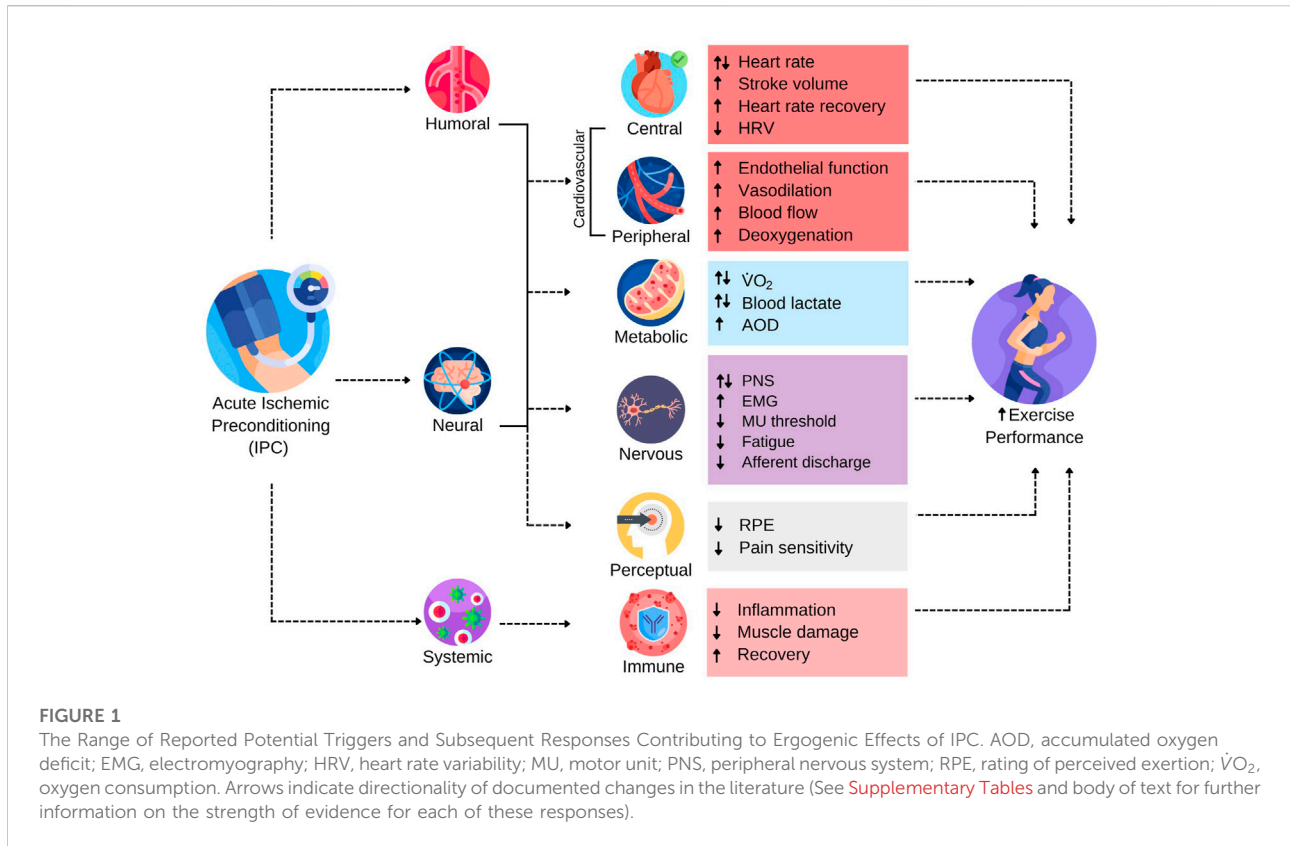 Humoral
Acute Ischemic
Preconditioning
(IPC)
Neural
Systemic
Cardiovascular
Central
↑↓ Heart rate
↑ Stroke volume
↑ Heart rate recovery
↓ HRV
Peripheral
↑ Endothelial function
↑ Vasodilation
↑ Blood flow
↑ Deoxygenation
Metabolic
↑↓ V̇O₂
↑↓ Blood lactate
↑ AOD
Nervous
↑↓ PNS
↑ EMG
↓ MU threshold
↓ Fatigue
↓ Afferent discharge
Perceptual
↓ RPE
↓ Pain sensitivity
Immune
↓ Inflammation
↓ Muscle damage
↑ Recovery
↑Exercise
Performance
FIGURE 1
The Range of Reported Potential Triggers and Subsequent Responses Contributing to Ergogenic Effects of IPC. AOD, accumulated oxygen
deficit; EMG, electromyography; HRV, heart rate variability; MU, motor unit; PNS, peripheral nervous system; RPE, rating of perceived exertion; V̇O₂,
oxygen consumption. Arrows indicate directionality of documented changes in the literature (See Supplementary Tables and body of text for further
information on the strength of evidence for each of these responses).